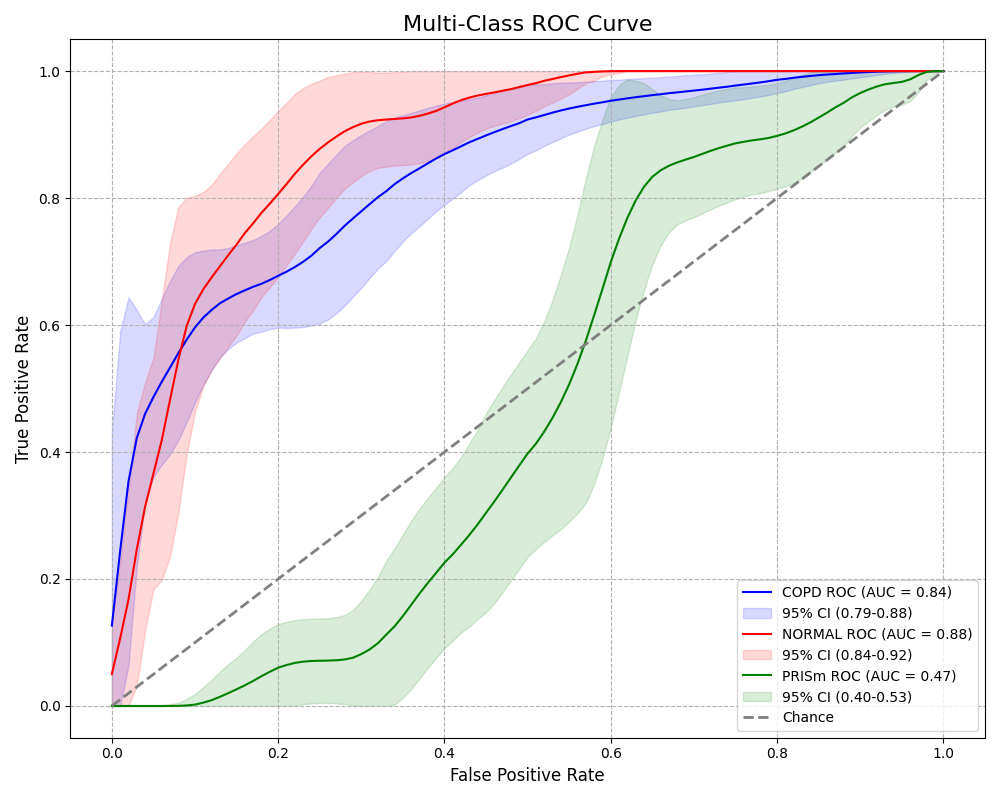 Multi-Class ROC Curve
True Positive Rate
1.0
0.8
0.6
0.4
0.2
0.0
COPD ROC (AUC = 0.84)
95% CI (0.79-0.88)
NORMAL ROC (AUC = 0.88)
95% CI (0.84-0.92)
PRISm ROC (AUC = 0.47)
95% CI (0.40-0.53)
Chance
0.0 0.2 0.4 0.6 0.8 1.0
False Positive Rate